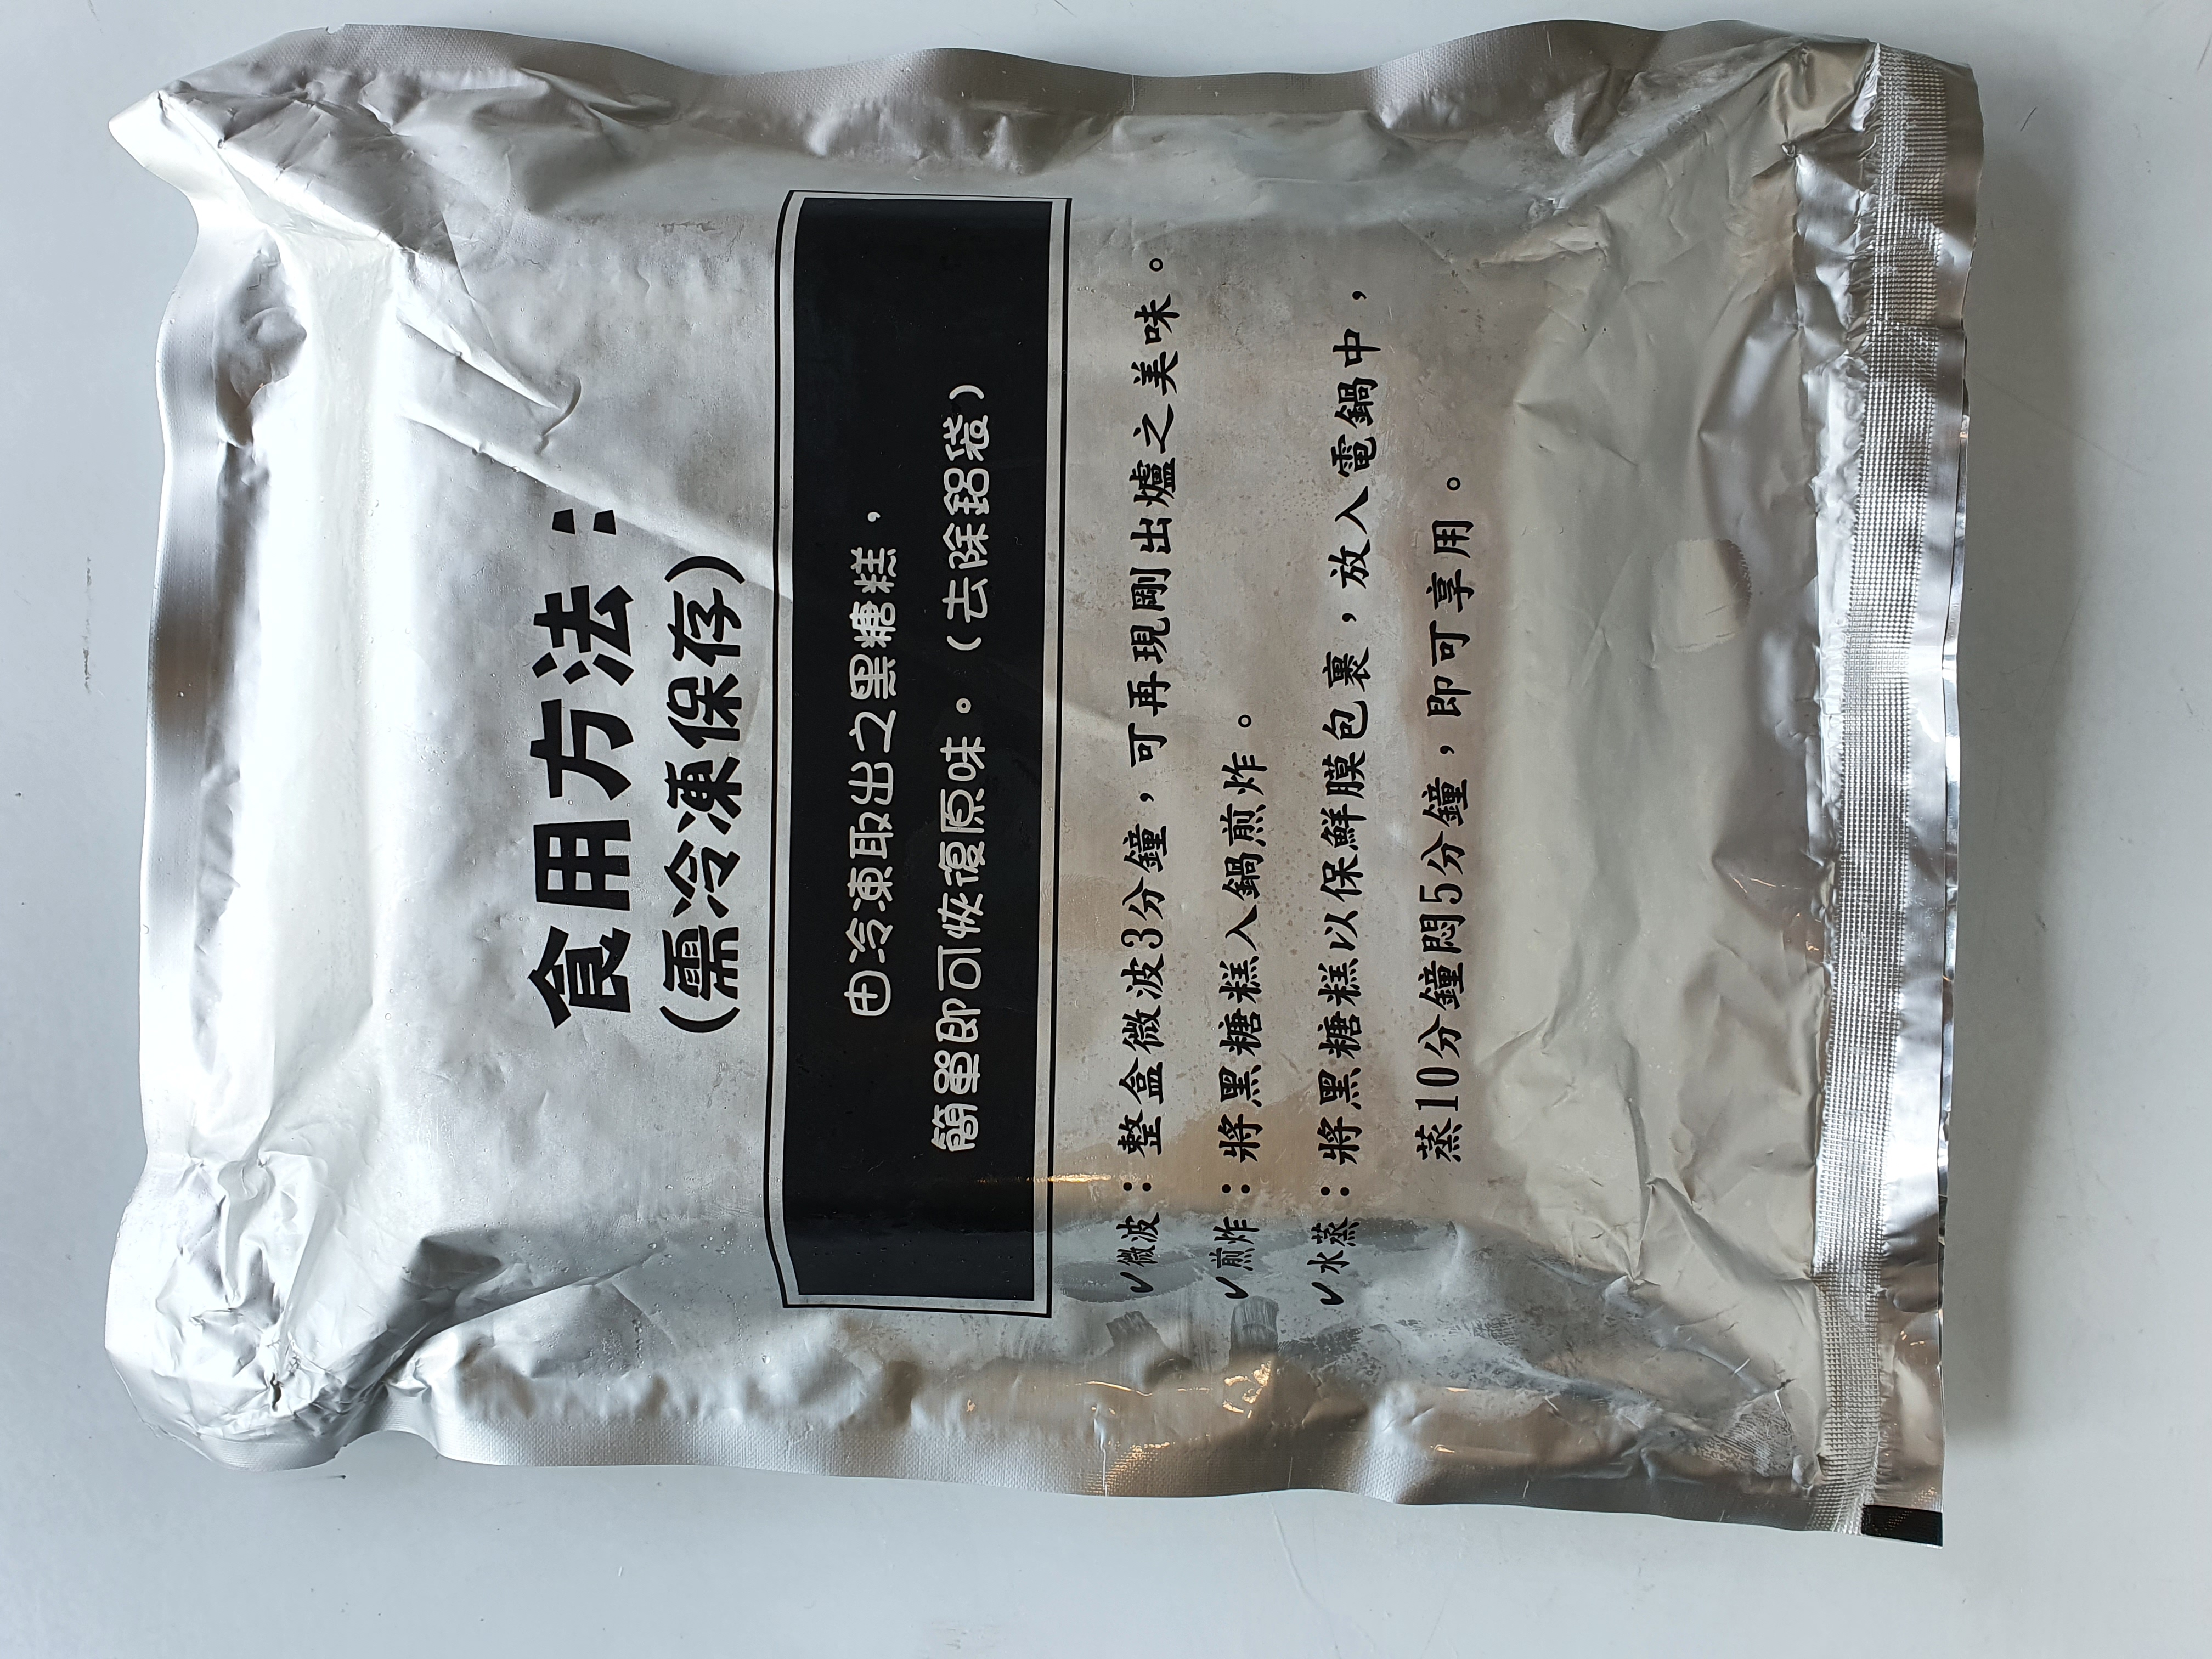 食用方法：
（需冷凍保存）
由冷凍取出之黑糖糕，
簡單即可恢復原味。（去除鋁袋）
✓微波：整盒微波3分鐘，可再現剛出爐之美味。
✓煎炸：將黑糖糕入鍋煎炸。
✓水蒸：將黑糖糕以保鮮膜包裹，放入電鍋中，
蒸10分鐘悶5分鐘，即可享用。